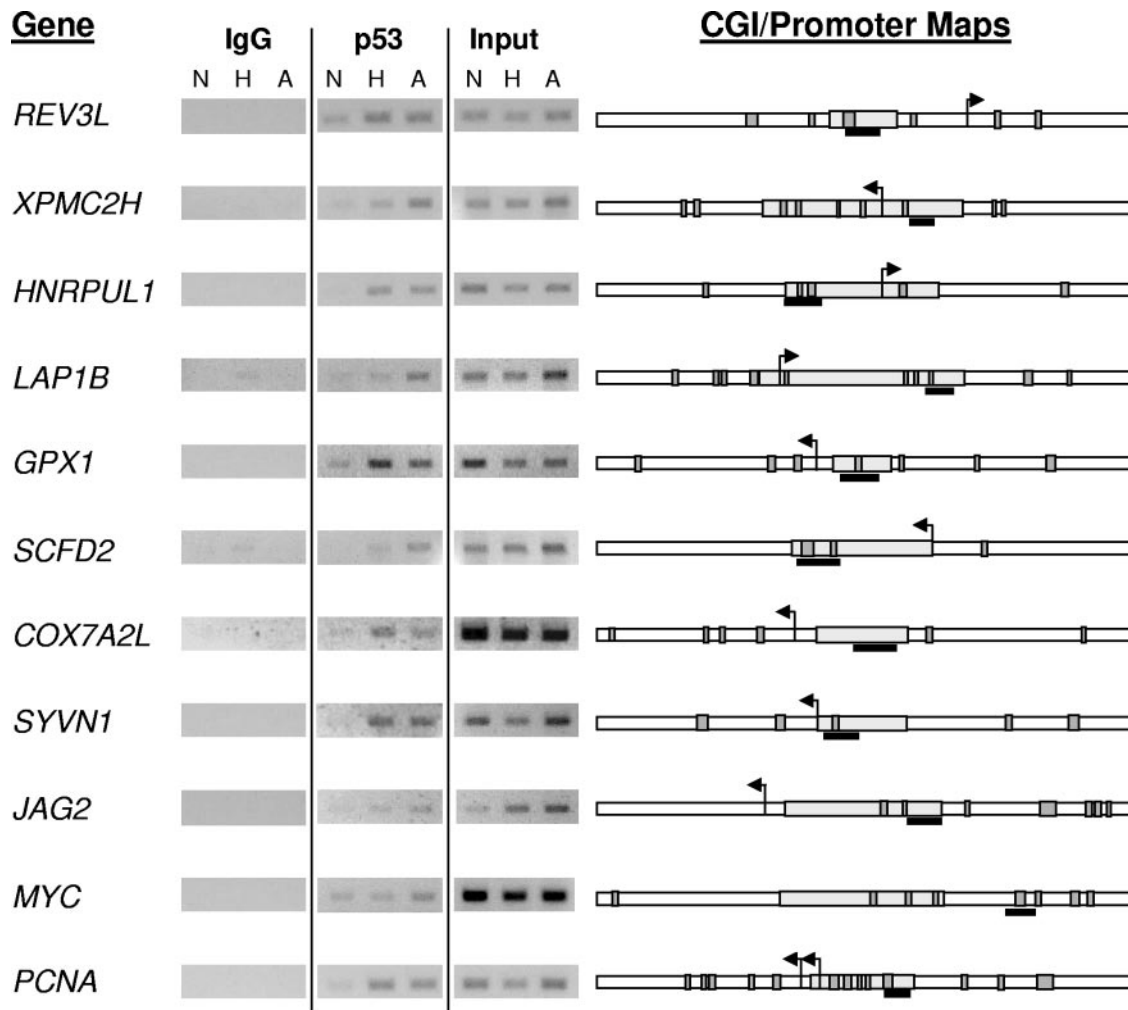 Gene IgG p53 Input CGI/Promoter Maps
N H A N H A N H A
REV3L
XPMC2H
HNRPUL1
LAP1B
GPX1
SCFD2
COX7A2L
SYVN1
JAG2
MYC
PCNA